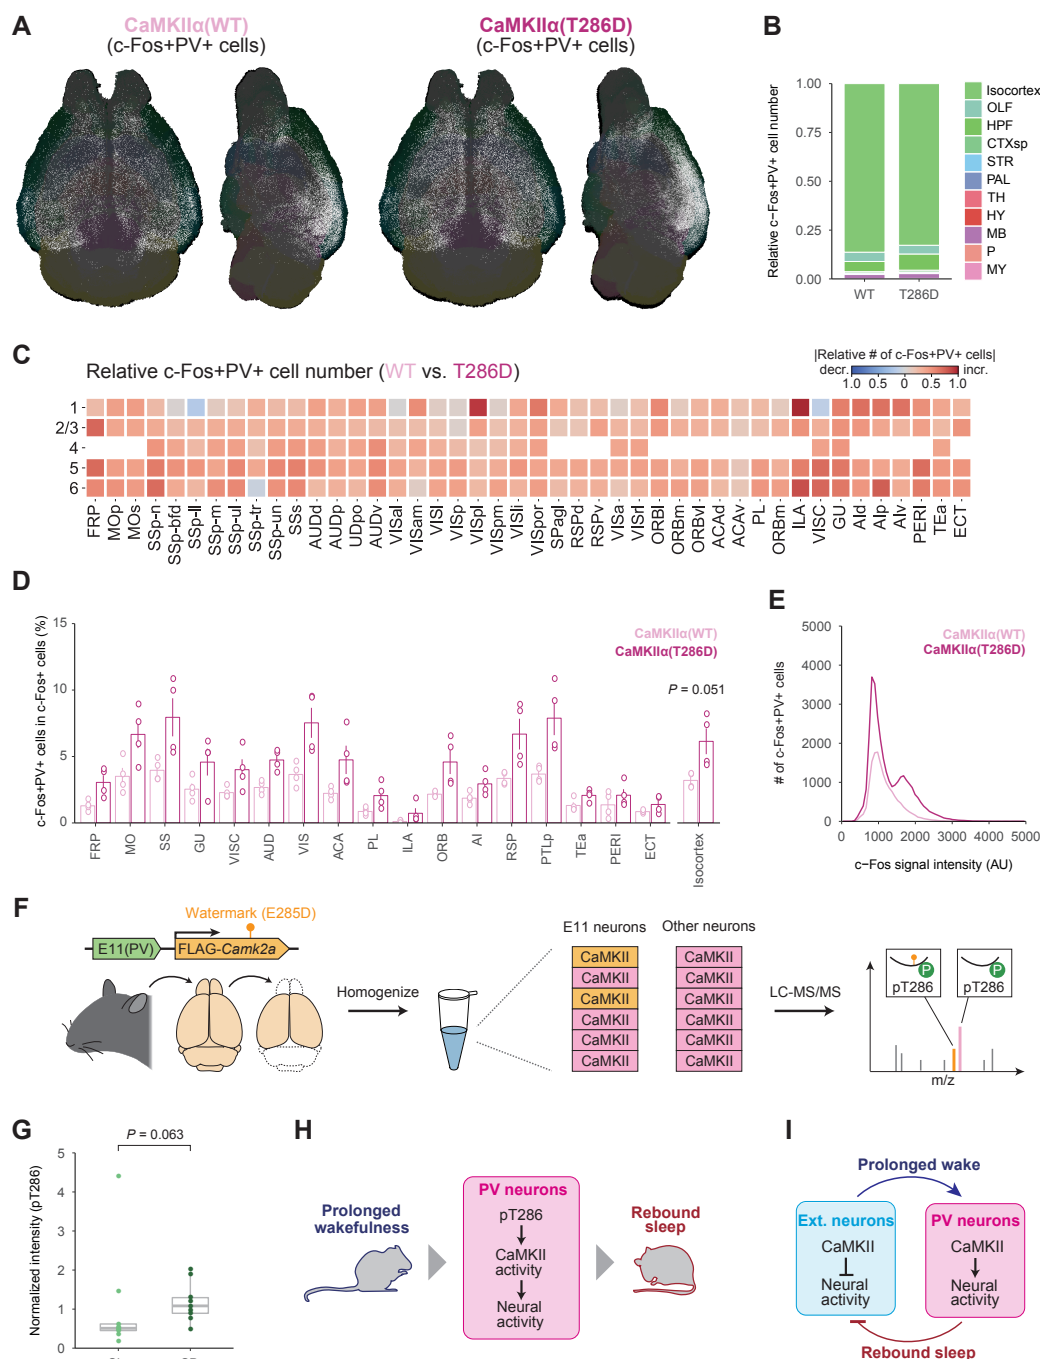 A
CaMKIIα(WT)
(c-Fos+PV+ cells)
CaMKIIα(T286D)
(c-Fos+PV+ cells)
B
Relative c−Fos+PV+ cell number
1.00
0.75
0.50
0.25
0.00
WT
T286D
Isocortex
OLF
HPF
CTXsp
STR
PAL
TH
HY
MB
P
MY
C
Relative c-Fos+PV+ cell number (WT vs. T286D)
|Relative # of c-Fos+PV+ cells|
decr.
incr.
1.0 0.5 0 0.5 1.0
1
2/3
4
5
6
FRP
MOp
MOs
SSp-n
SSp-bfd
SSp-ll
SSp-m
SSp-ul
SSp-tr
SSp-un
SSs
AUDd
AUDp
UDpo
AUDv
VISal
VISam
VISl
VISp
VISpl
VISpm
VISli
VISpor
SPagl
RSPd
RSPv
VISa
VISrl
ORBl
ORBm
ORBvl
ACAd
ACAv
PL
ORBm
ILA
VISC
GU
AId
AIp
AIv
PERI
TEa
ECT
D
c-Fos+PV+ cells in c-Fos+ cells (%)
15
10
5
0
CaMKIIα(WT)
CaMKIIα(T286D)
P = 0.051
FRP
MO
SS
GU
VISC
AUD
VIS
ACA
PL
ILA
ORB
AI
RSP
PTLp
TEa
PERI
ECT
Isocortex
E
# of c-Fos+PV+ cells
5000
4000
3000
2000
1000
0
CaMKIIα(WT)
CaMKIIα(T286D)
0 1000 2000 3000 4000 5000
c−Fos signal intensity (AU)
F
Watermark (E285D)
E11(PV)
FLAG-Camk2a
Homogenize
E11 neurons
CaMKII
CaMKII
CaMKII
CaMKII
CaMKII
CaMKII
Other neurons
CaMKII
CaMKII
CaMKII
CaMKII
CaMKII
CaMKII
LC-MS/MS
P
pT286
P
pT286
m/z
G
P = 0.063
Normalized intensity (pT286)
5
4
3
2
1
0
H
Prolonged
wakefulness
PV neurons
pT286
CaMKII
activity
Neural
activity
Rebound
sleep
I
Prolonged wake
Ext. neurons
CaMKII
Neural
activity
PV neurons
CaMKII
Neural
activity
Rebound sleep